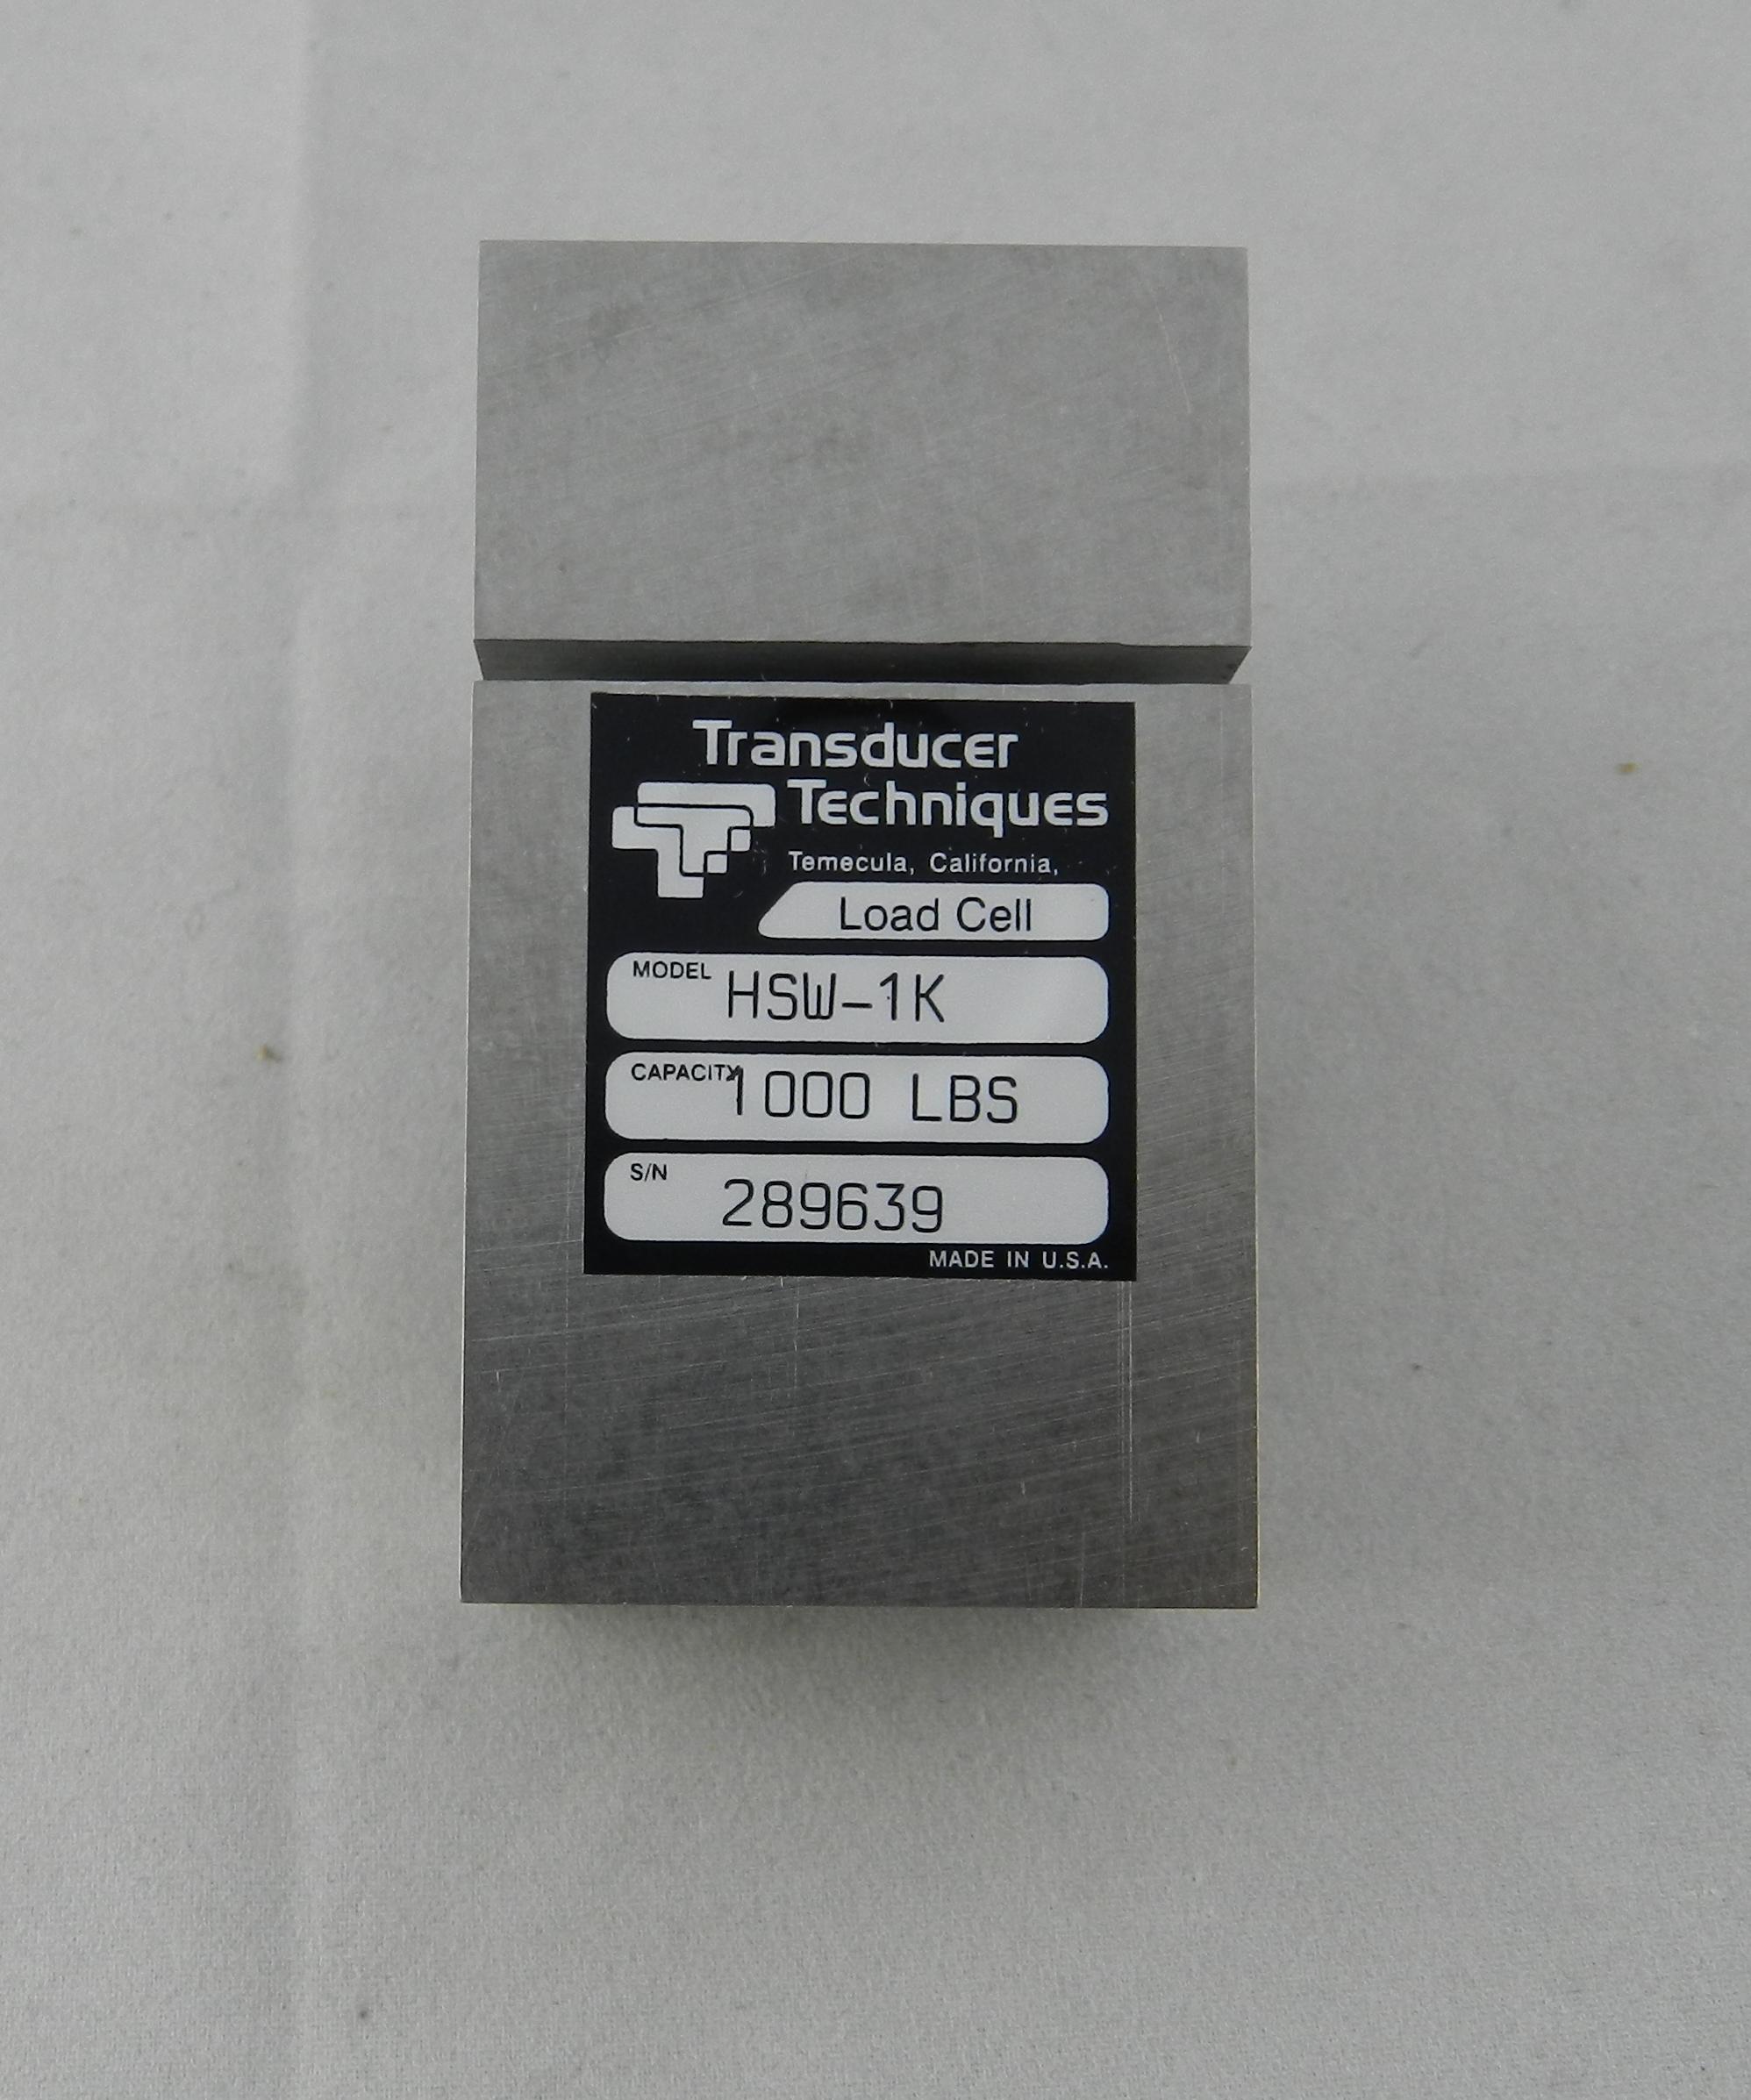 Transducer
Techniques
Temecula, California,
Load Cell
MODEL HSW-1K
CAPACITY 1000 LBS
S/N 289639
MADE IN U.S.A.